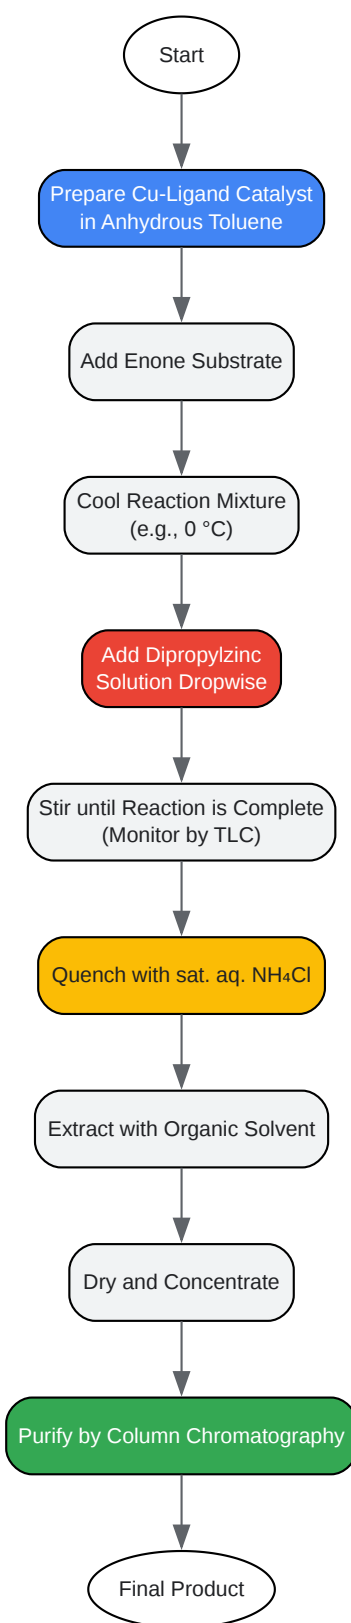 Start
Prepare Cu-Ligand Catalyst
in Anhydrous Toluene
Add Enone Substrate
Cool Reaction Mixture
(e.g., 0 °C)
Add Dipropylzinc
Solution Dropwise
Stir until Reaction is Complete
(Monitor by TLC)
Quench with sat. aq. NH₄Cl
Extract with Organic Solvent
Dry and Concentrate
Purify by Column Chromatography
Final Product